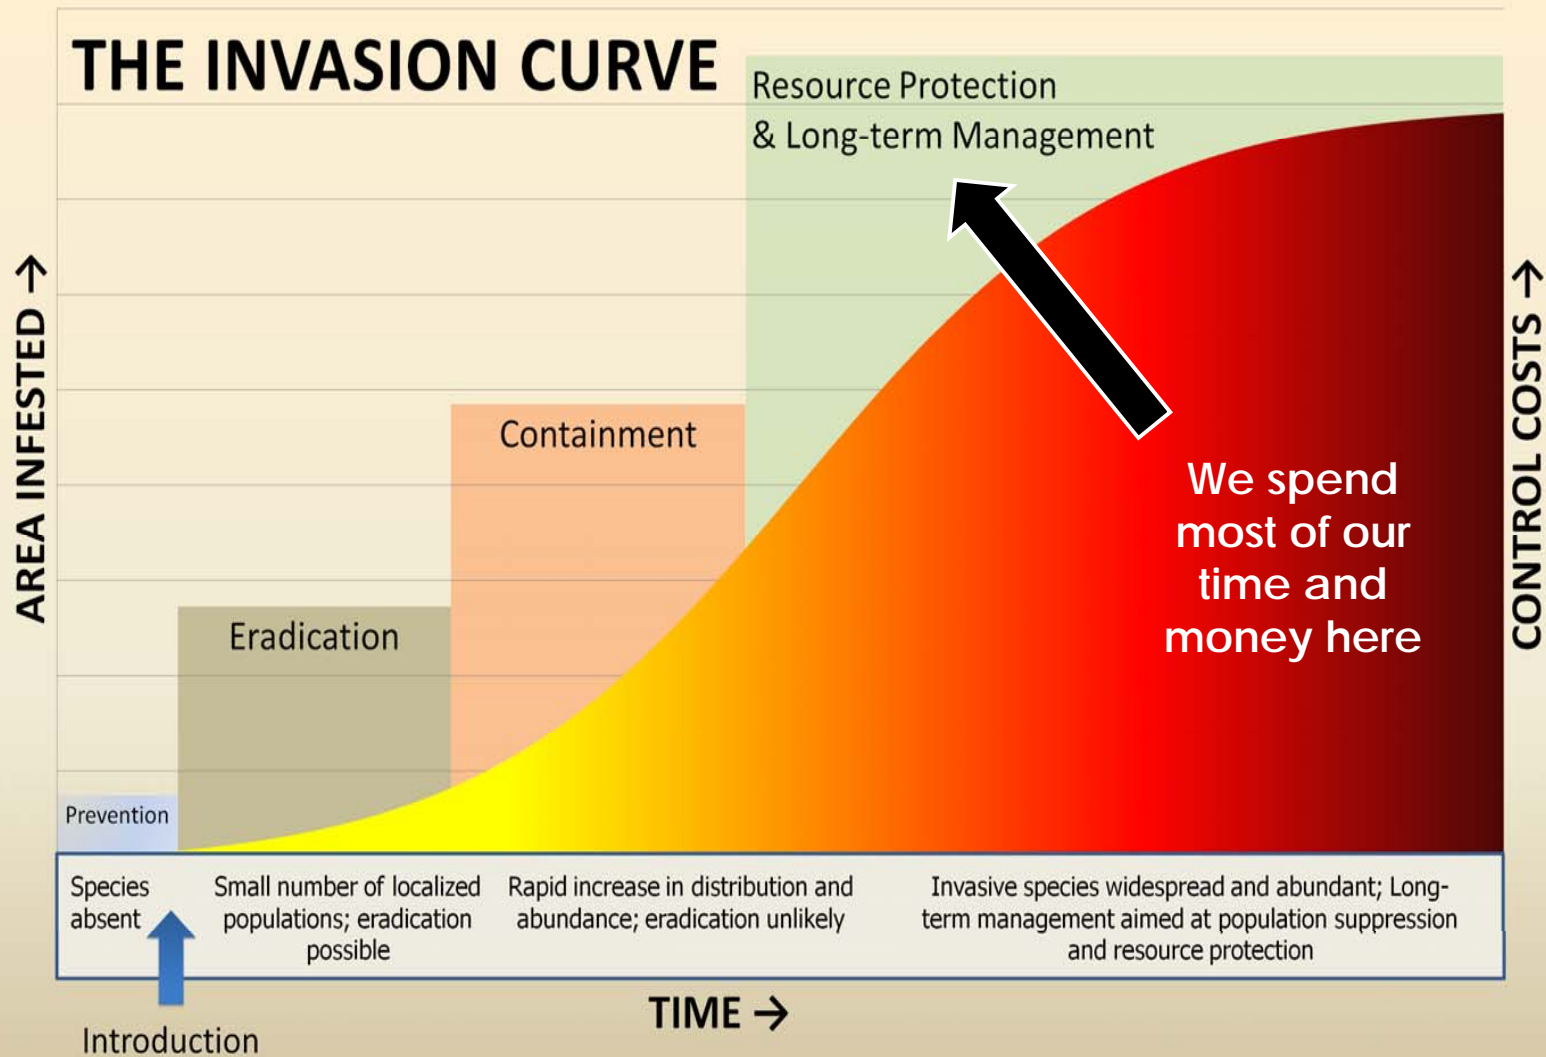 THE INVASION CURVE
Resource Protection
& Long-term Management
AREA INFESTED →
CONTROL COSTS →
Containment
We spend
most of our
time and
money here
Eradication
Prevention
Species
absent
Small number of localized
populations; eradication
possible
Rapid increase in distribution and
abundance; eradication unlikely
Invasive species widespread and abundant; Long-
term management aimed at population suppression
and resource protection
TIME →
Introduction